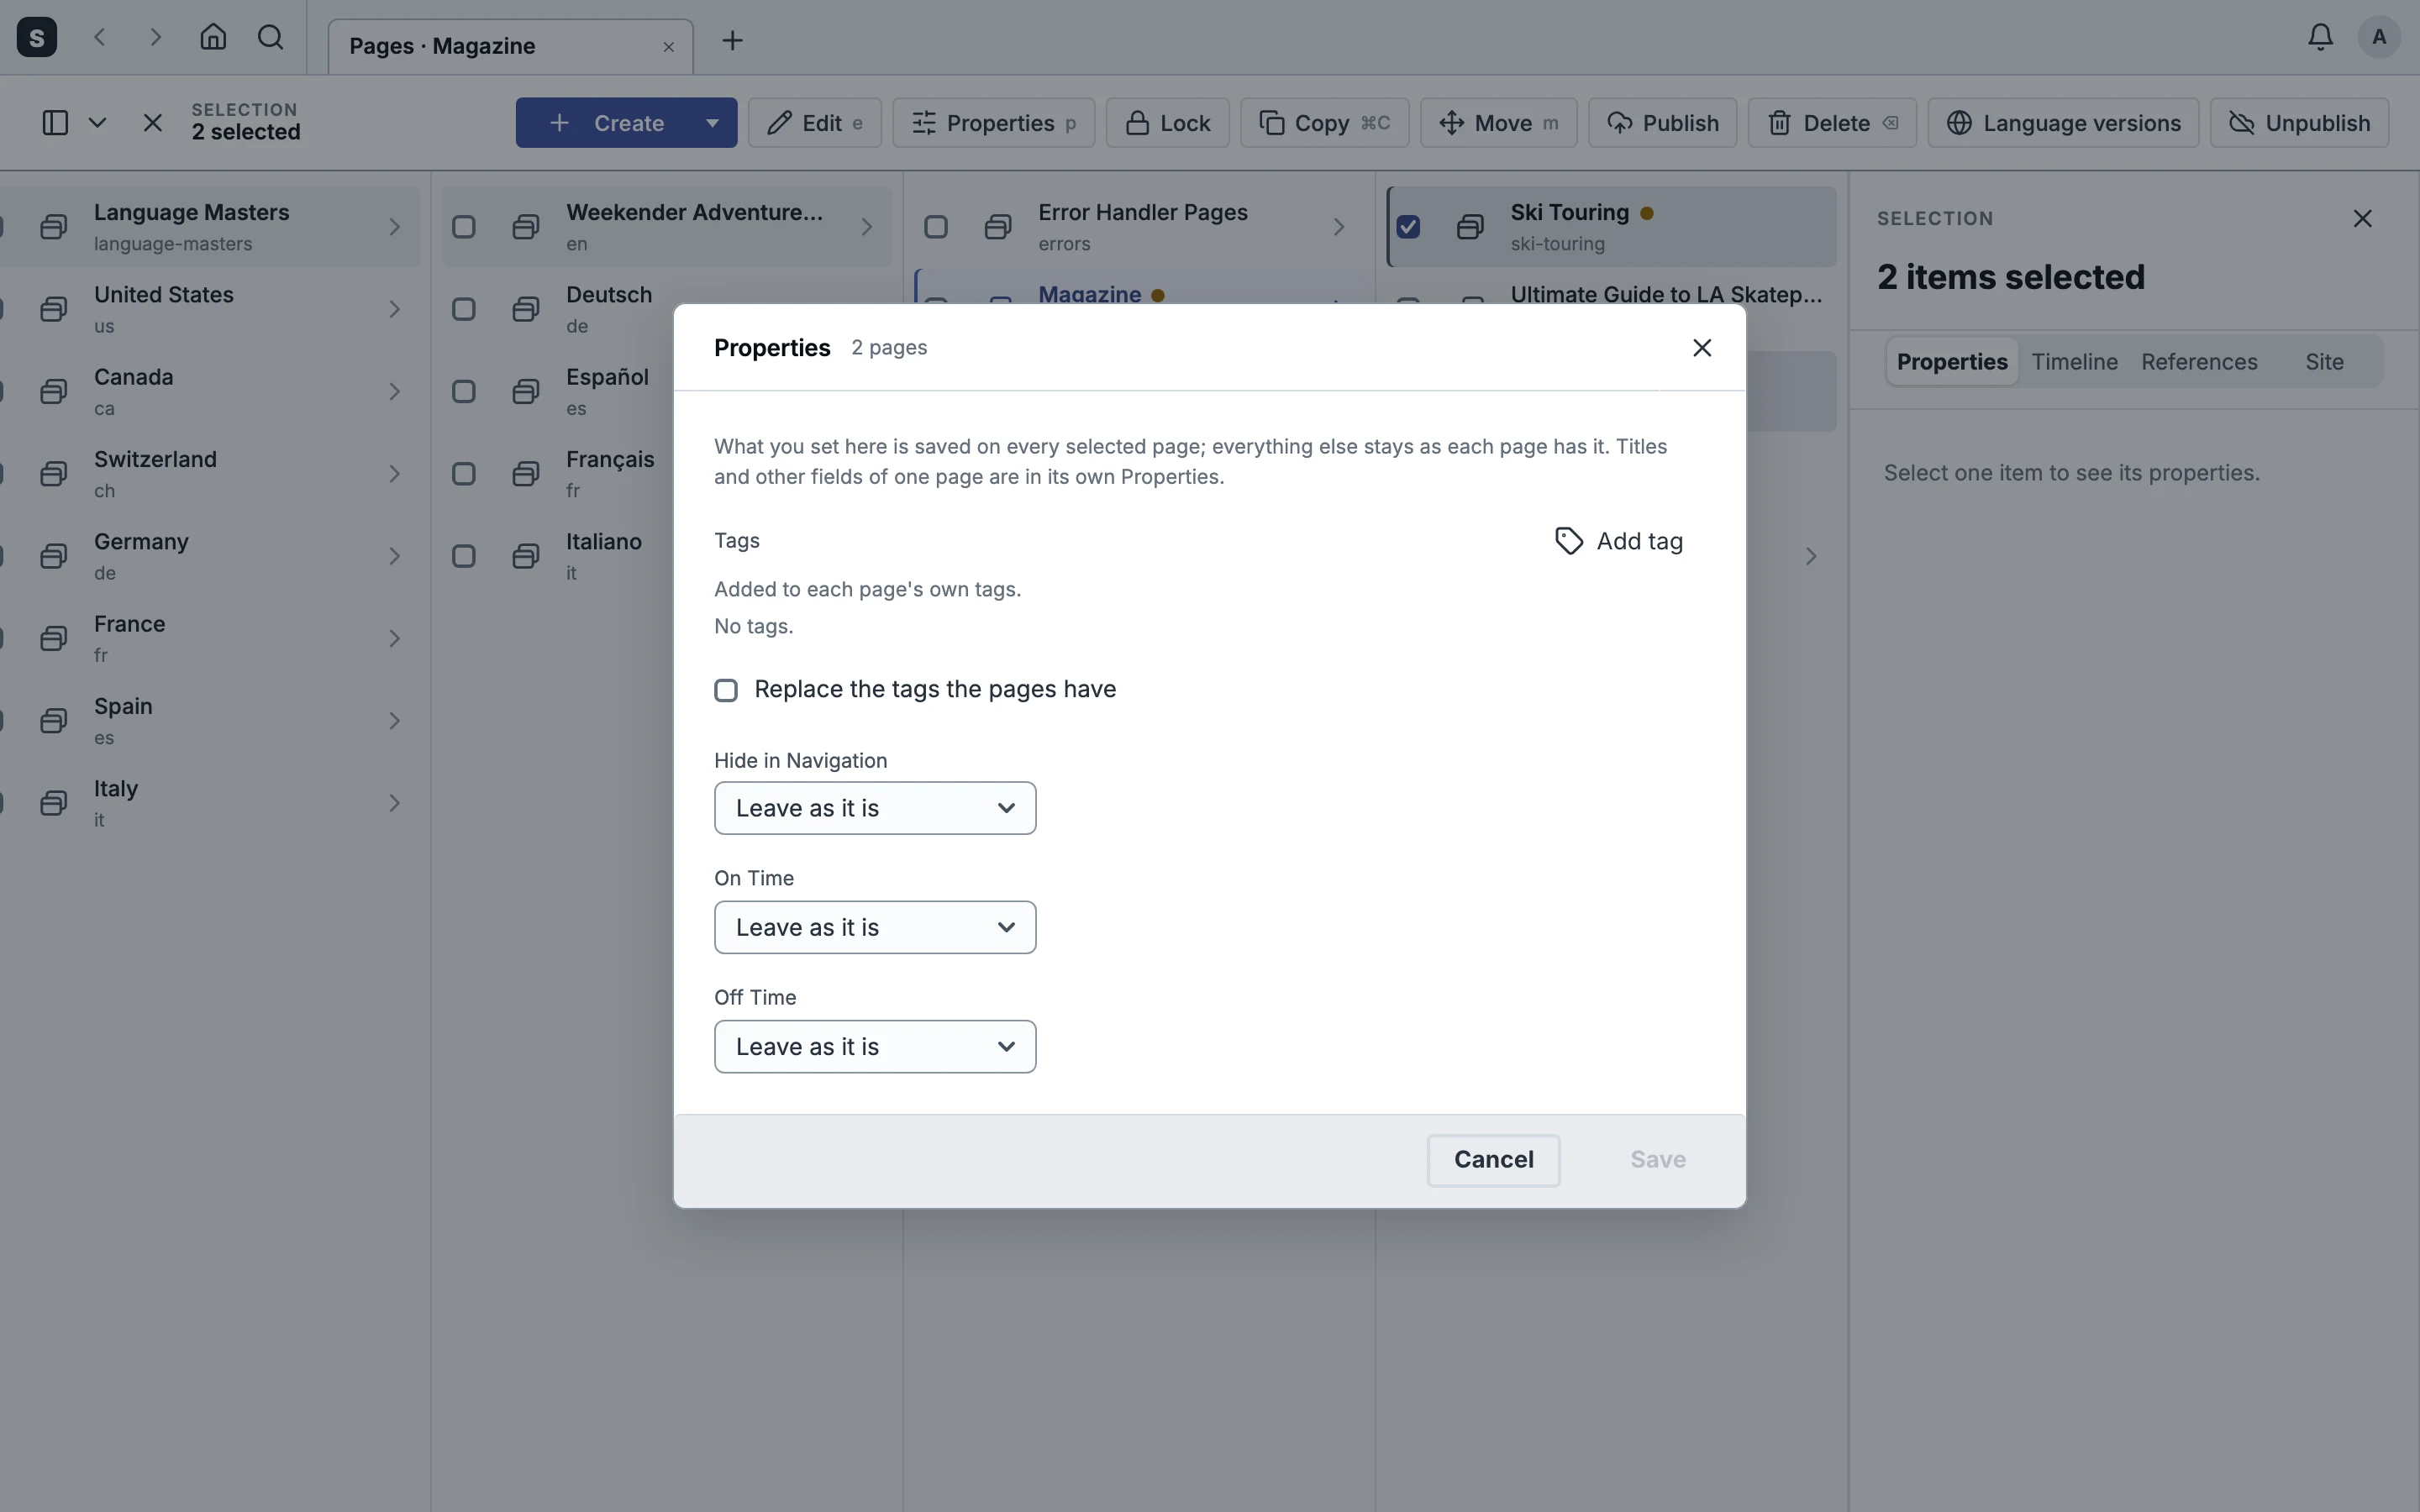 S
Pages · Magazine
A
SELECTION
2 selected
Create
Edit e
Properties p
Lock
Copy ⌘C
Move m
Publish
Delete ⌫
Language versions
Unpublish
Language Masters
language-masters
United States
us
Canada
ca
Switzerland
ch
Germany
de
France
fr
Spain
es
Italy
it
Weekender Adventure...
en
Deutsch
de
Español
es
Français
fr
Italiano
it
Error Handler Pages
errors
Magazine
Ski Touring
ski-touring
Ultimate Guide to LA Skatep...
SELECTION
2 items selected
Properties
Timeline
References
Site
Select one item to see its properties.
Properties 2 pages
What you set here is saved on every selected page; everything else stays as each page has it. Titles
and other fields of one page are in its own Properties.
Tags
Add tag
Added to each page's own tags.
No tags.
Replace the tags the pages have
Hide in Navigation
Leave as it is
On Time
Leave as it is
Off Time
Leave as it is
Cancel
Save